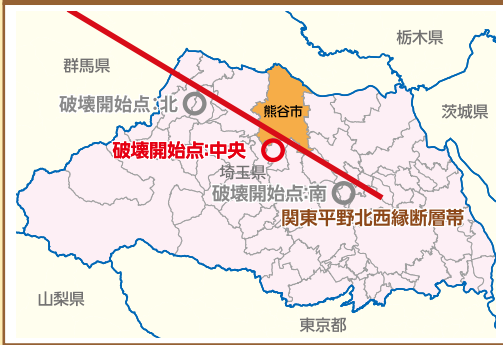 栃木県
群馬県
破壊開始点:北
熊谷市
茨城県
破壊開始点:中央
埼玉県
破壊開始点:南
関東平野北西縁断層帯
山梨県
東京都